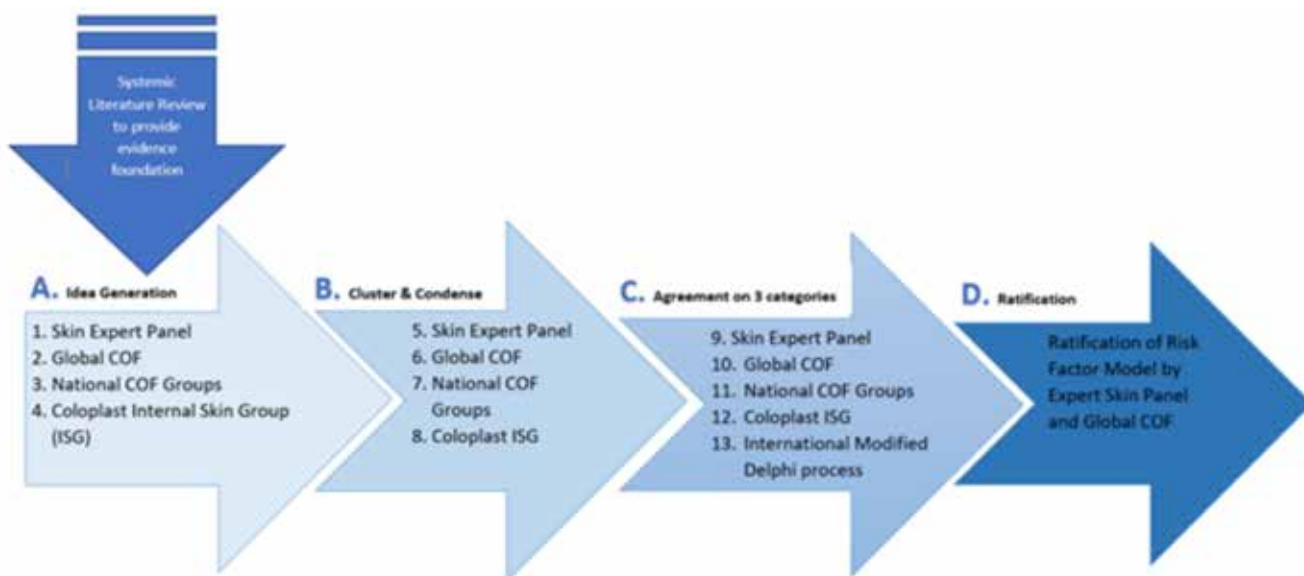 Systemic
Literature Review
to provide
evidence
foundation
A. Idea Generation
1. Skin Expert Panel
2. Global COF
3. National COF Groups
4. Coloplast Internal Skin Group
(ISG)
B. Cluster & Condense
5. Skin Expert Panel
6. Global COF
7. National COF
Groups
8. Coloplast ISG
C. Agreement on 3 categories
9. Skin Expert Panel
10. Global COF
11. National COF Groups
12. Coloplast ISG
13. International Modified
Delphi process
D. Ratification
Ratification of Risk
Factor Model by
Expert Skin Panel
and Global COF